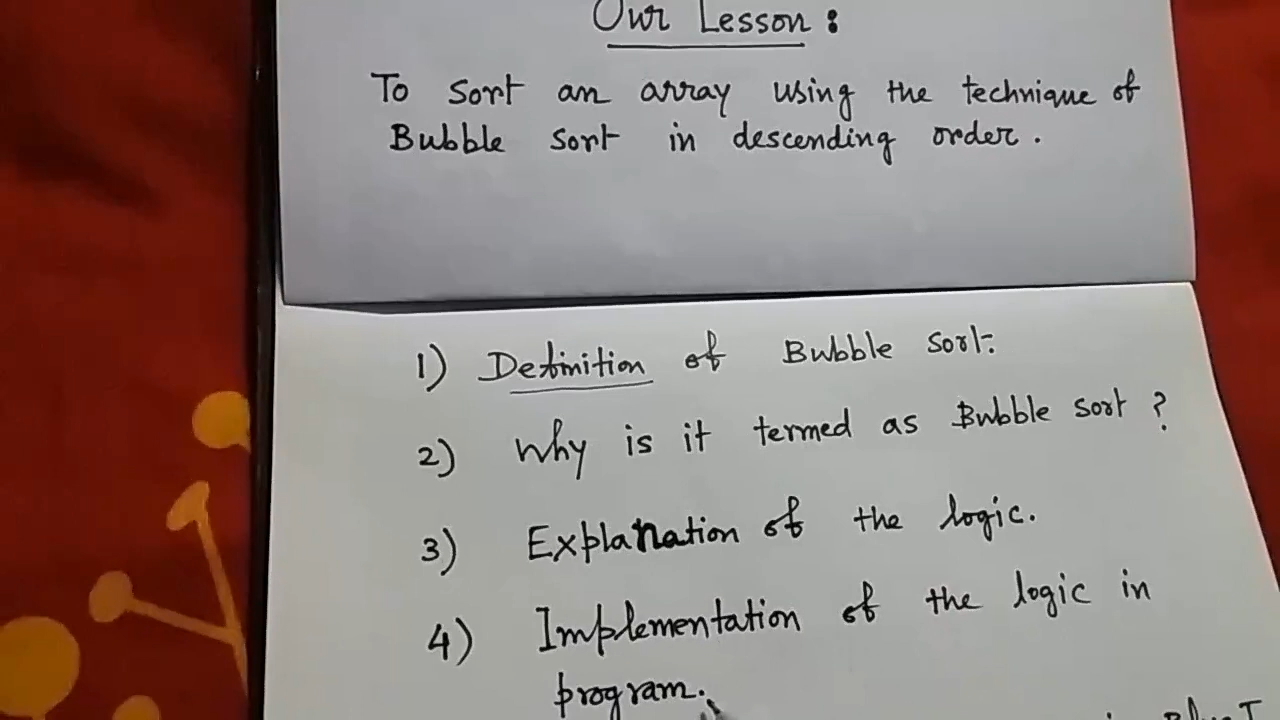 Our Lesson :
To sort an array using the technique of
Bubble sort in descending order.
1) Definition of Bubble sort:
2) Why is it termed as Bubble sort ?
3) Explanation of the logic.
4) Implementation of the logic in
program.